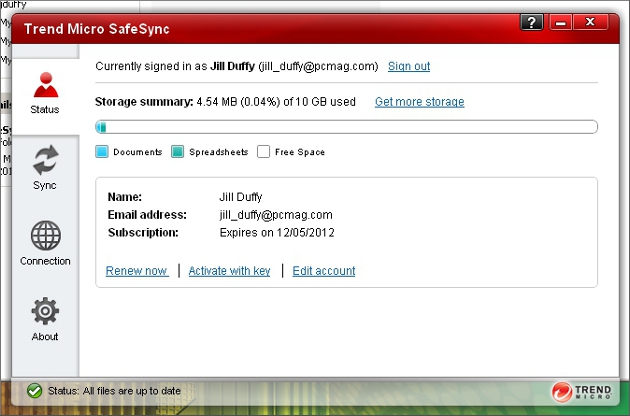 gduffy
Trend Micro SafeSync
?
Currently signed in as Jill Duffy (jill_duffy@pcmag.com) Sign out
Status
Storage summary: 4.54 MB (0.04%) of 10 GB used Get more storage
Documents Spreadsheets Free Space
Sync
Name: Jill Duffy
Email address: jill_duffy@pcmag.com
Subscription: Expires on 12/05/2012
Renew now | Activate with key | Edit account
Connection
About
Status: All files are up to date
TREND
MICRO